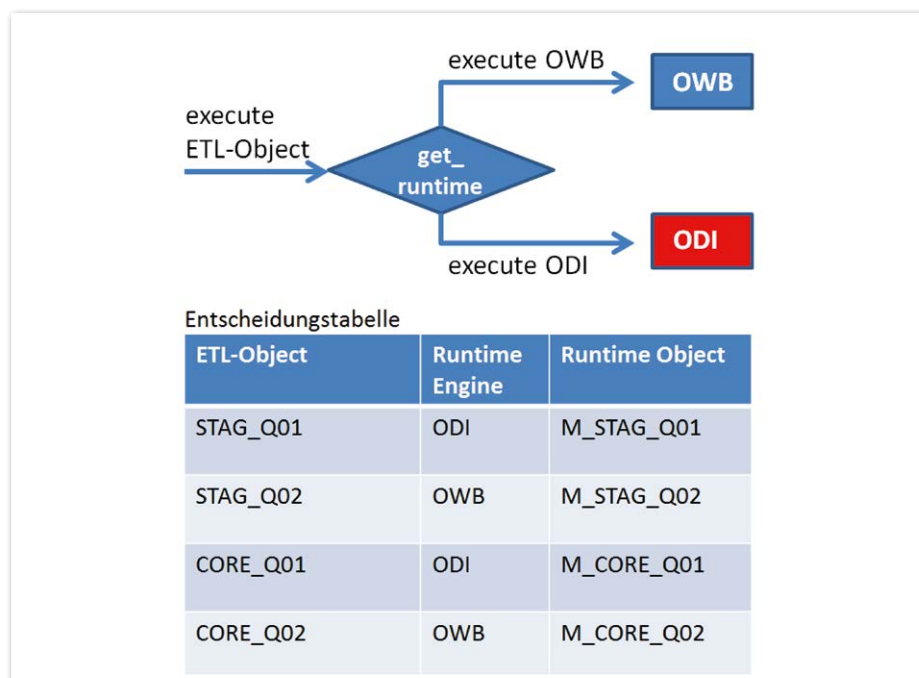 execute OWB
OWB
execute
ETL-Object
get_
runtime
ODI
execute ODI
Entscheidungstabelle
ETL-Object Runtime Runtime Object
Engine
STAG_Q01 ODI M_STAG_Q01
STAG_Q02 OWB M_STAG_Q02
CORE_Q01 ODI M_CORE_Q01
CORE_Q02 OWB M_CORE_Q02